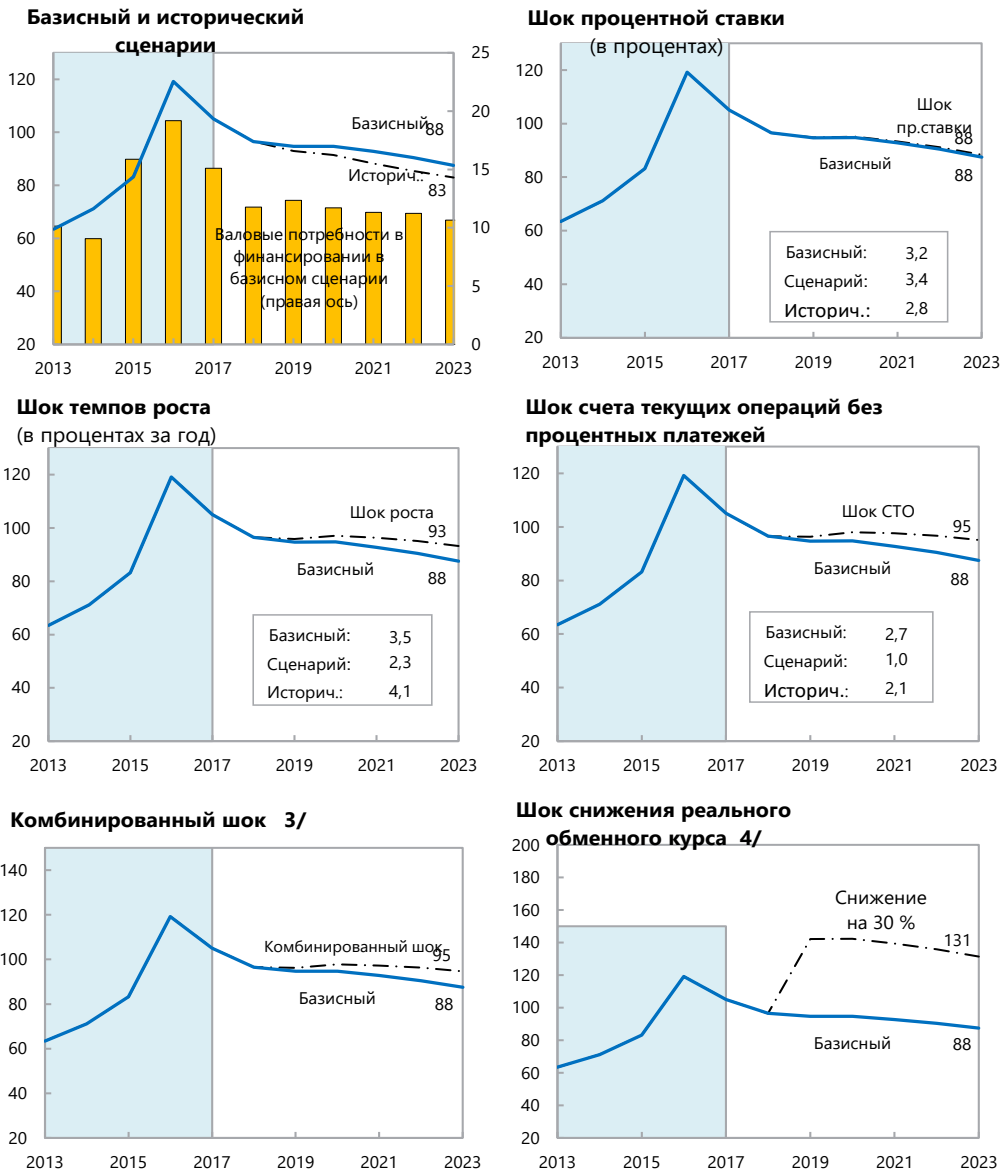 Базисный и исторический
сценарии
25
120
20
100
Базисный
88
15
80
Историч..
83
60
10
Валовые потребности в
финансировании в
базисном сценарии
(правая ось)
40
5
20
0
2013 2015 2017 2019 2021 2023
Шок процентной ставки
(в процентах)
120
Шок
пр.ставки
88
100
Базисный
88
80
60
Базисный: 3,2
Сценарий: 3,4
Историч.: 2,8
40
20
2013 2015 2017 2019 2021 2023
Шок темпов роста
(в процентах за год)
120
Шок роста
93
100
Базисный
88
80
60
Базисный: 3,5
Сценарий: 2,3
Историч.: 4,1
40
20
2013 2015 2017 2019 2021 2023
Шок счета текущих операций без
процентных платежей
120
Шок СТО
95
100
Базисный
88
80
60
Базисный: 2,7
Сценарий: 1,0
Историч.: 2,1
40
20
2013 2015 2017 2019 2021 2023
Комбинированный шок 3/
140
120
Комбинированный шок
95
100
Базисный
88
80
60
40
20
2013 2015 2017 2019 2021 2023
Шок снижения реального
обменного курса 4/
200
180
Снижение
на 30 %
160
131
140
120
100
Базисный
88
80
60
40
20
2013 2015 2017 2019 2021 2023